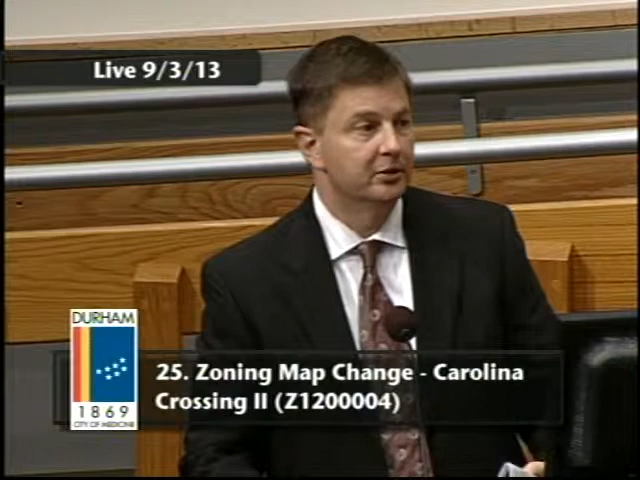 Live 9/3/13
DURHAM
1869
CITY OF MEDICINE
25. Zoning Map Change - Carolina
Crossing II (Z1200004)